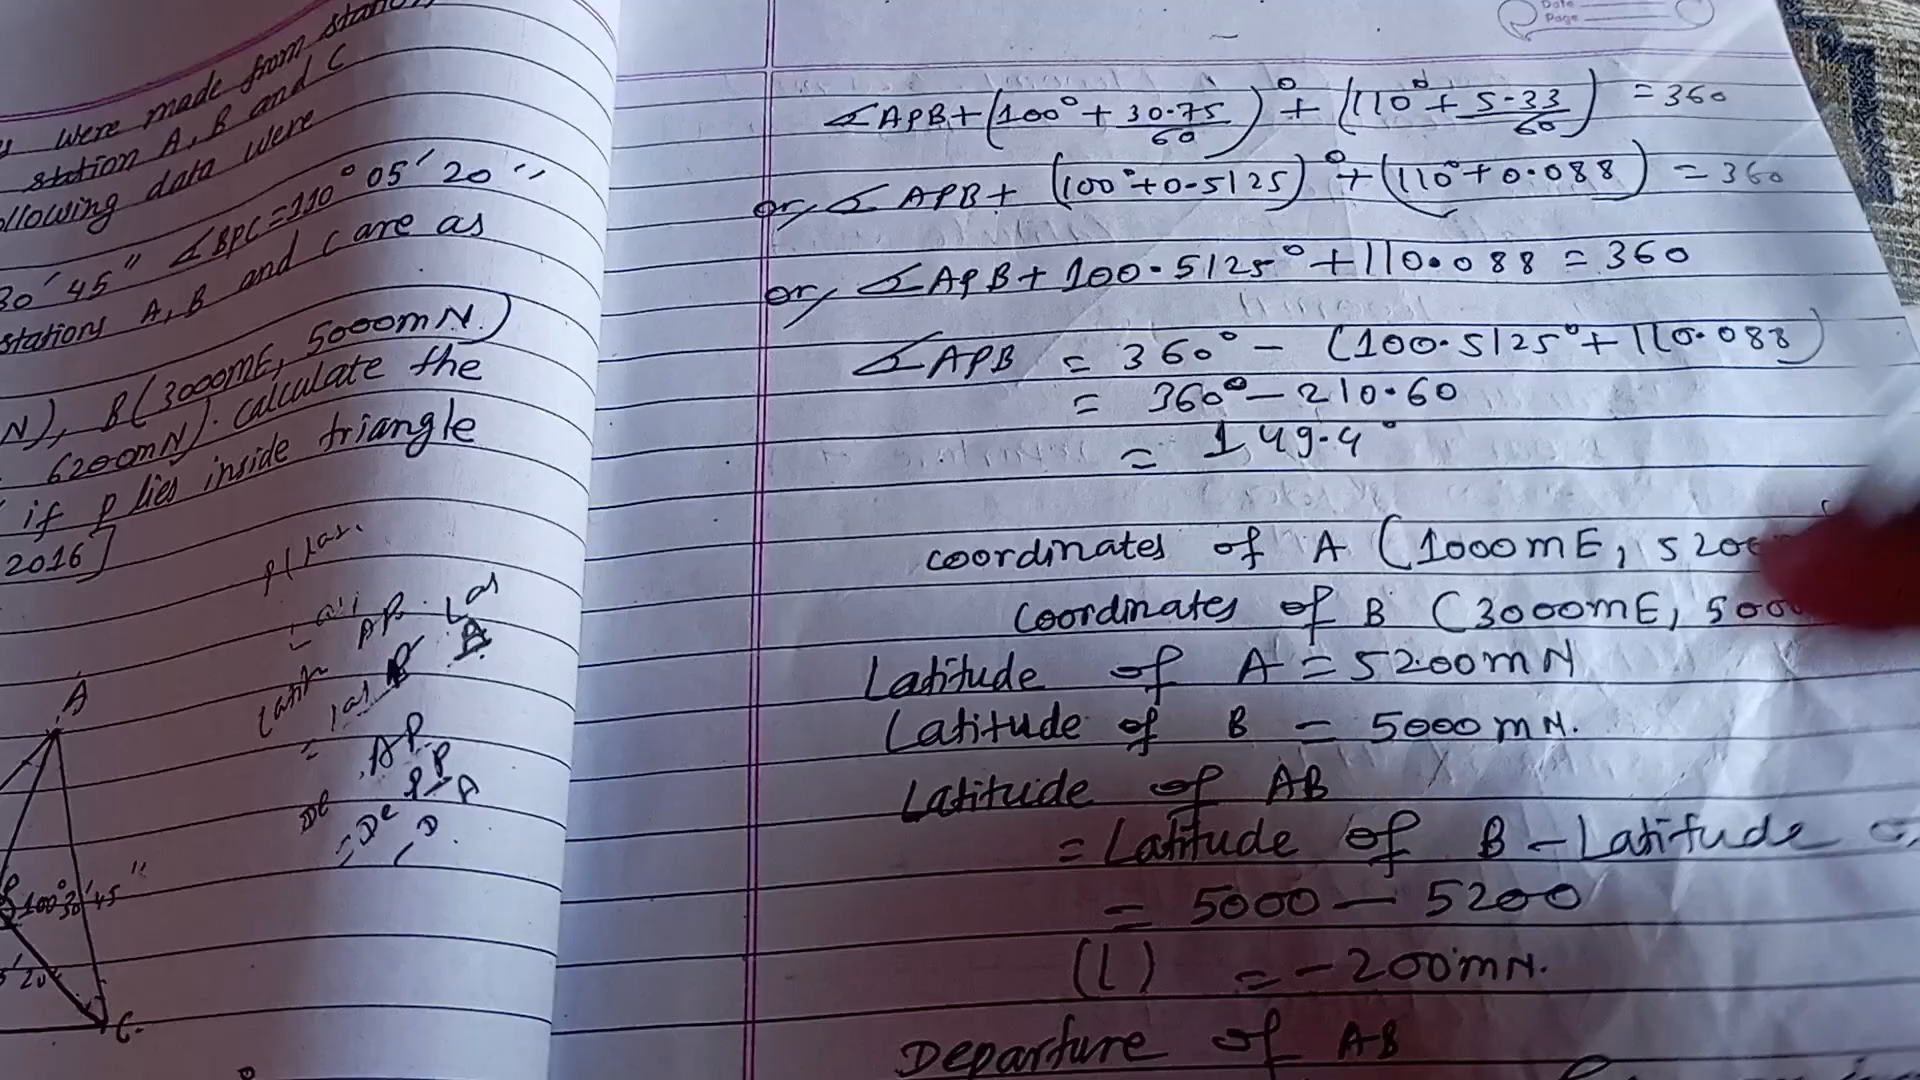 were made from station
station A, B and C
following data were
30' 45" ∠BPC=110° 05' 20"
stations A, B and C are as
N), B(3000mE, 5000mN)
6200mN). calculate the
if P lies inside triangle
2016]
A
100°30'45"
C.
Date
Page
∠APB+(100°+30.75/60)°+(110°+5.33/60) =360
or, ∠APB+ (100°+0.5125)°+(110°+0.088) =360
or, ∠APB+100.5125°+110.088=360
∠APB = 360°-(100.5125°+110.088)
= 360°-210.60
= 149.4°
coordinates of A (1000mE, 520
Coordinates of B (3000mE, 500
Latitude of A=5200mN
Latitude of B = 5000mN.
Latitude of AB
=Latitude of B-Latitude
= 5000-5200
(l) =-200mN.
Departure of AB